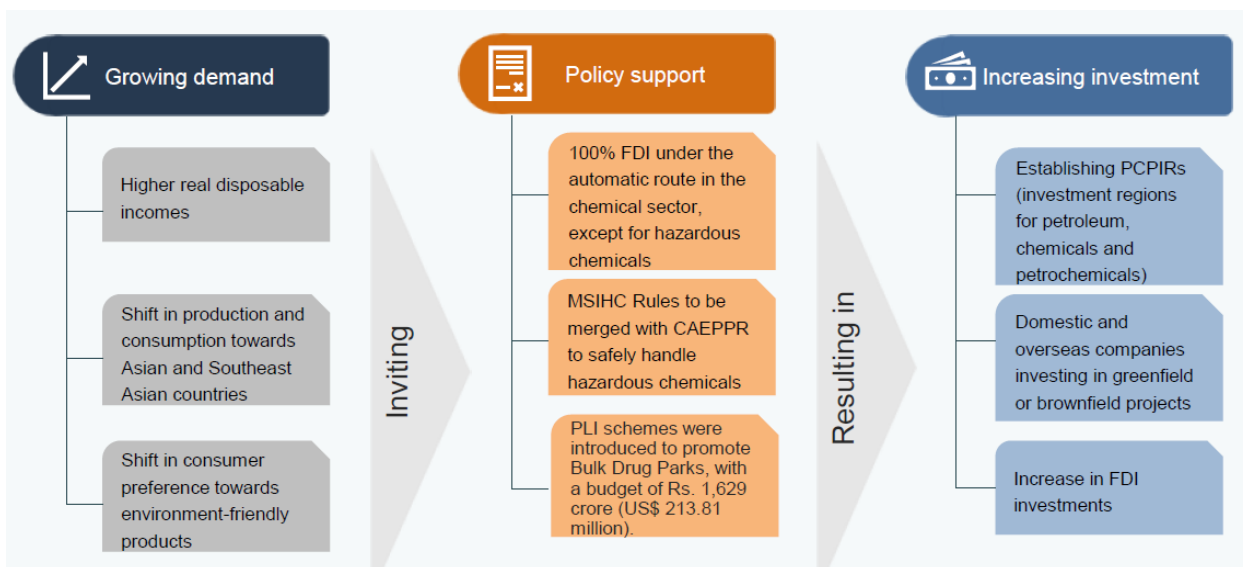 Growing demand
Higher real disposable
incomes
Shift in production and
consumption towards
Asian and Southeast
Asian countries
Shift in consumer
preference towards
environment-friendly
products
Inviting
Policy support
100% FDI under the
automatic route in the
chemical sector,
except for hazardous
chemicals
MSIHC Rules to be
merged with CAEPPR
to safely handle
hazardous chemicals
PLI schemes were
introduced to promote
Bulk Drug Parks, with
a budget of Rs. 1,629
crore (US$ 213.81
million).
Resulting in
Increasing investment
Establishing PCPIRs
(investment regions
for petroleum,
chemicals and
petrochemicals)
Domestic and
overseas companies
investing in greenfield
or brownfield projects
Increase in FDI
investments